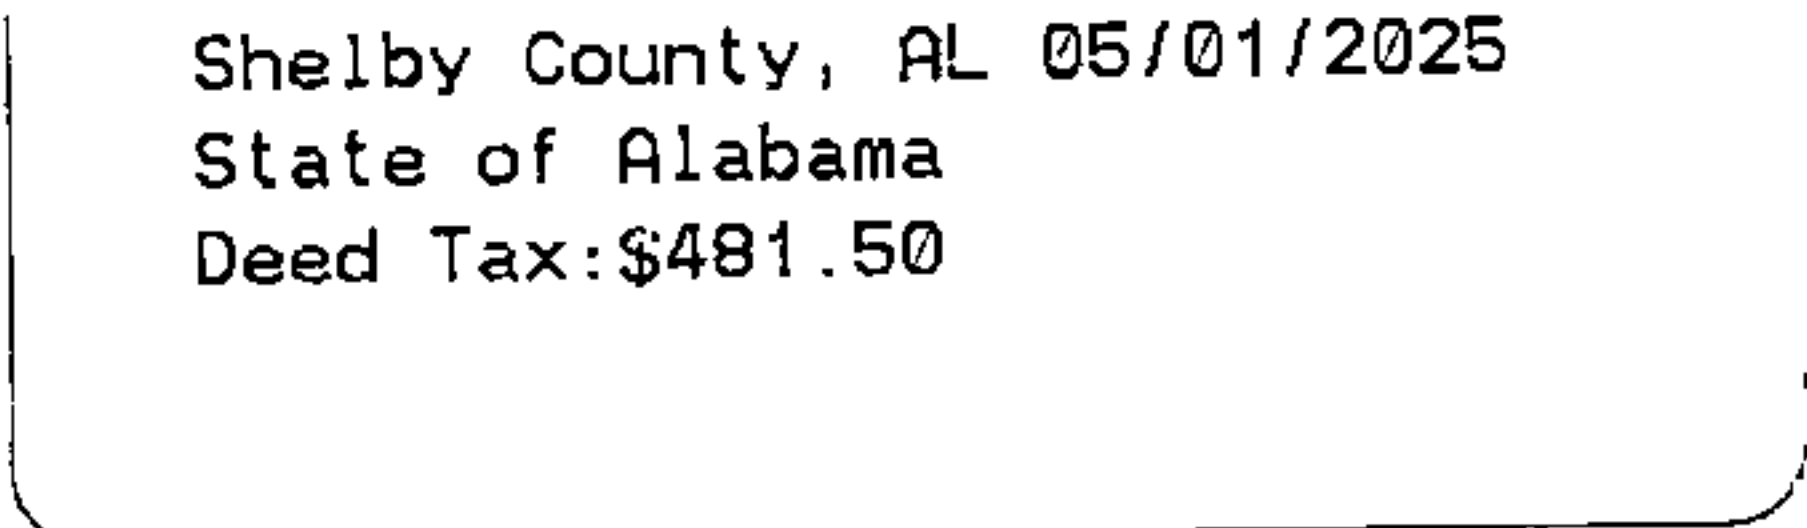 Shelby County, AL 05/01/2025
State of Alabama
Deed Tax:$481.50